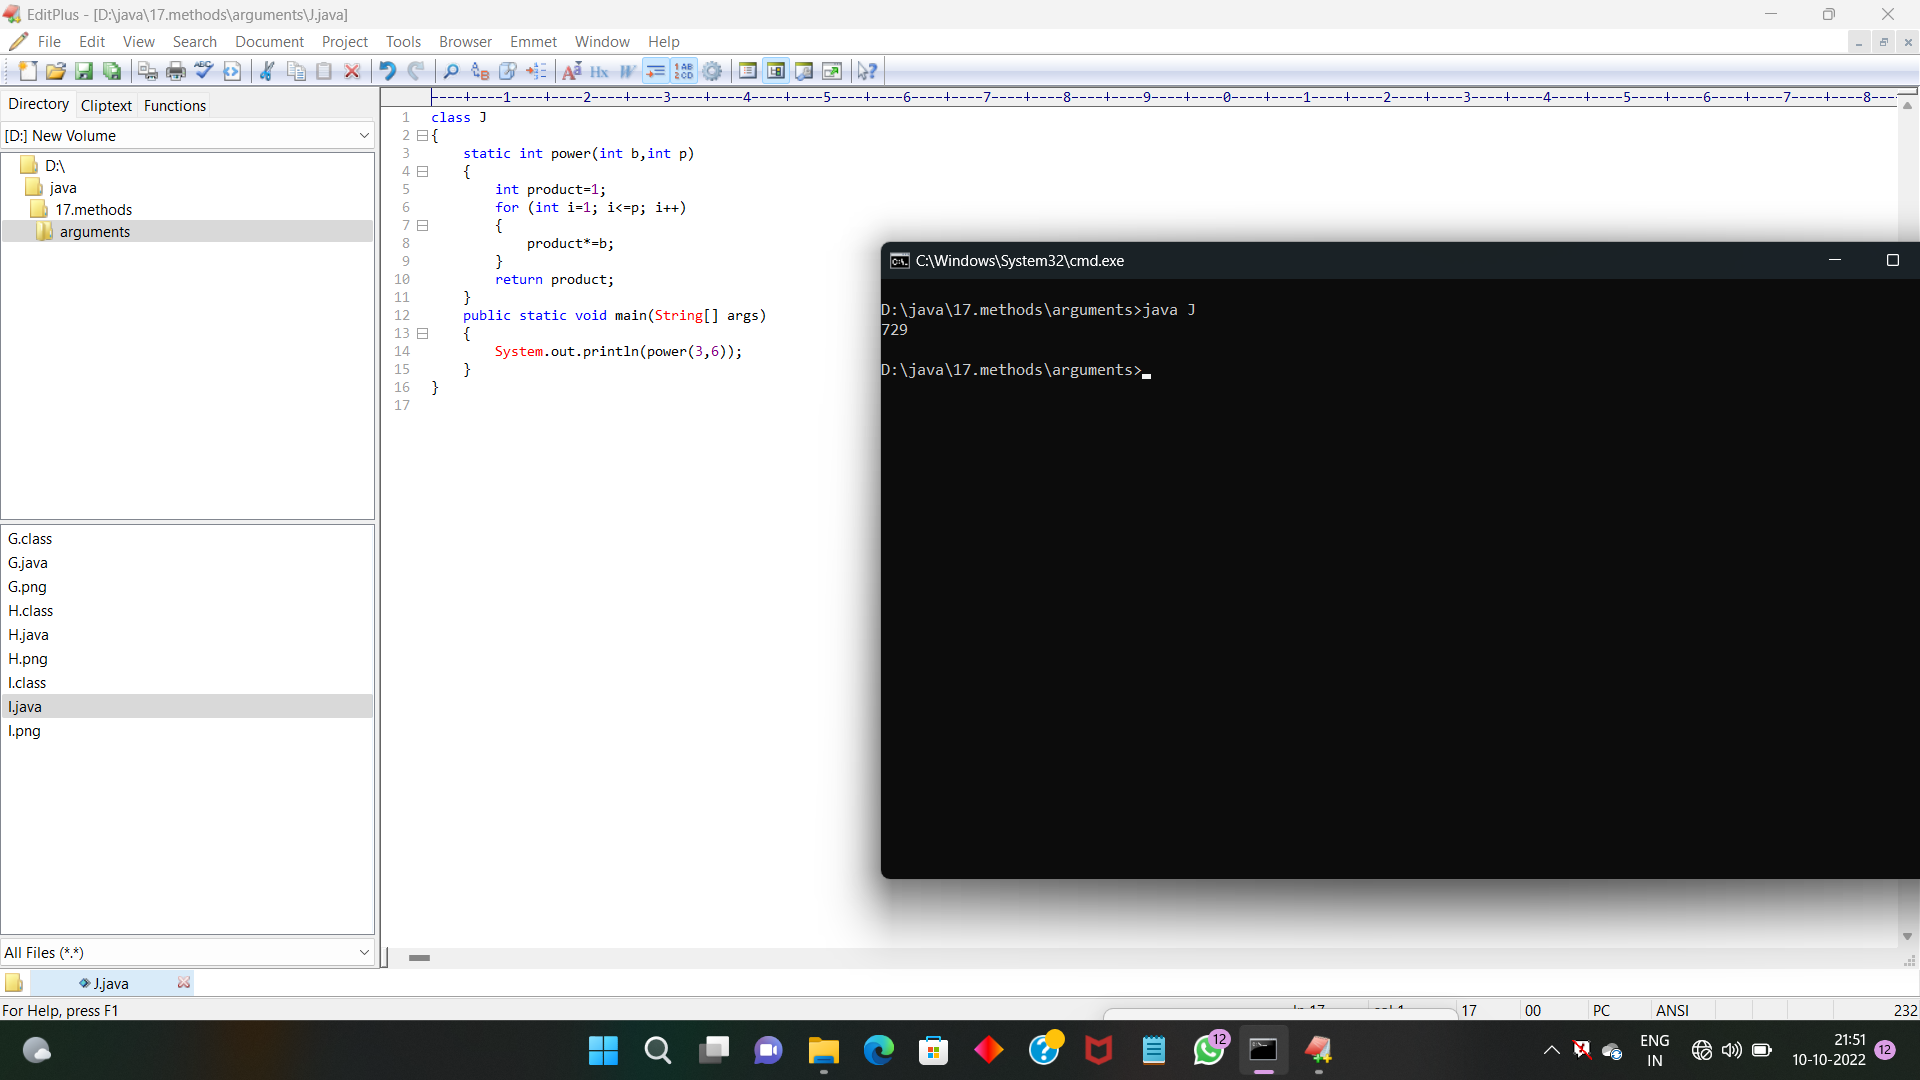 EditPlus - [D:\java\17.methods\arguments\J.java]
File Edit View Search Document Project Tools Browser Emmet Window Help
Directory Cliptext Functions
[D:] New Volume
D:\
java
17.methods
arguments
G.class
G.java
G.png
H.class
H.java
H.png
I.class
I.java
I.png
All Files (*.*)
----+----1----+----2----+----3----+----4----+----5----+----6----+----7----+----8----+----9----+----0----+----1----+----2----+----3----+----4----+----5----+----6----+----7----+----8---
1 class J
2 {
3 static int power(int b,int p)
4 {
5 int product=1;
6 for (int i=1; i<=p; i++)
7 {
8 product*=b;
9 }
10 return product;
11 }
12 public static void main(String[] args)
13 {
14 System.out.println(power(3,6));
15 }
16 }
17
C:\Windows\System32\cmd.exe
D:\java\17.methods\arguments>java J
729
D:\java\17.methods\arguments>
J.java
For Help, press F1
17 00 PC ANSI 232
12
ENG
IN
21:51
10-10-2022
12